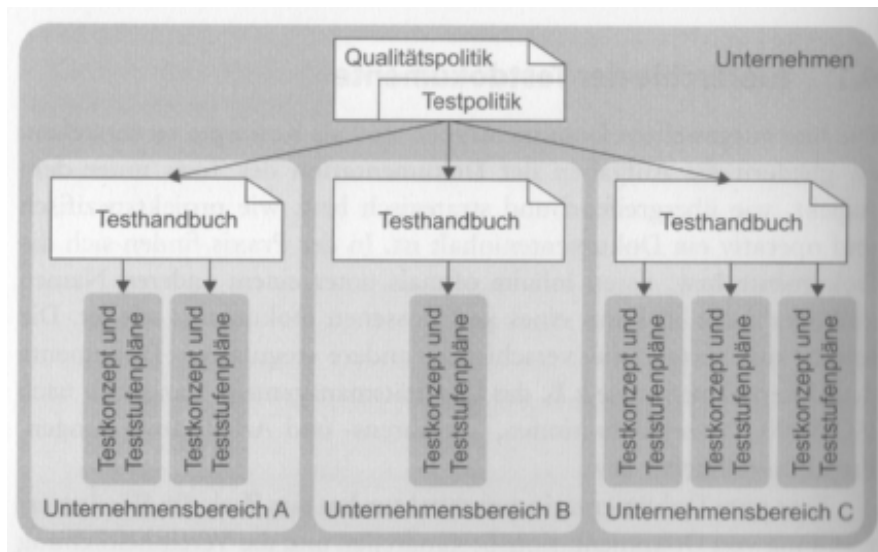 Qualitätspolitik
Unternehmen
Testpolitik
Testhandbuch
Testhandbuch
Testhandbuch
Testkonzept und
Teststufenpläne
Testkonzept und
Teststufenpläne
Testkonzept und
Teststufenpläne
Testkonzept und
Teststufenpläne
Testkonzept und
Teststufenpläne
Testkonzept und
Teststufenpläne
Unternehmensbereich A
Unternehmensbereich B
Unternehmensbereich C